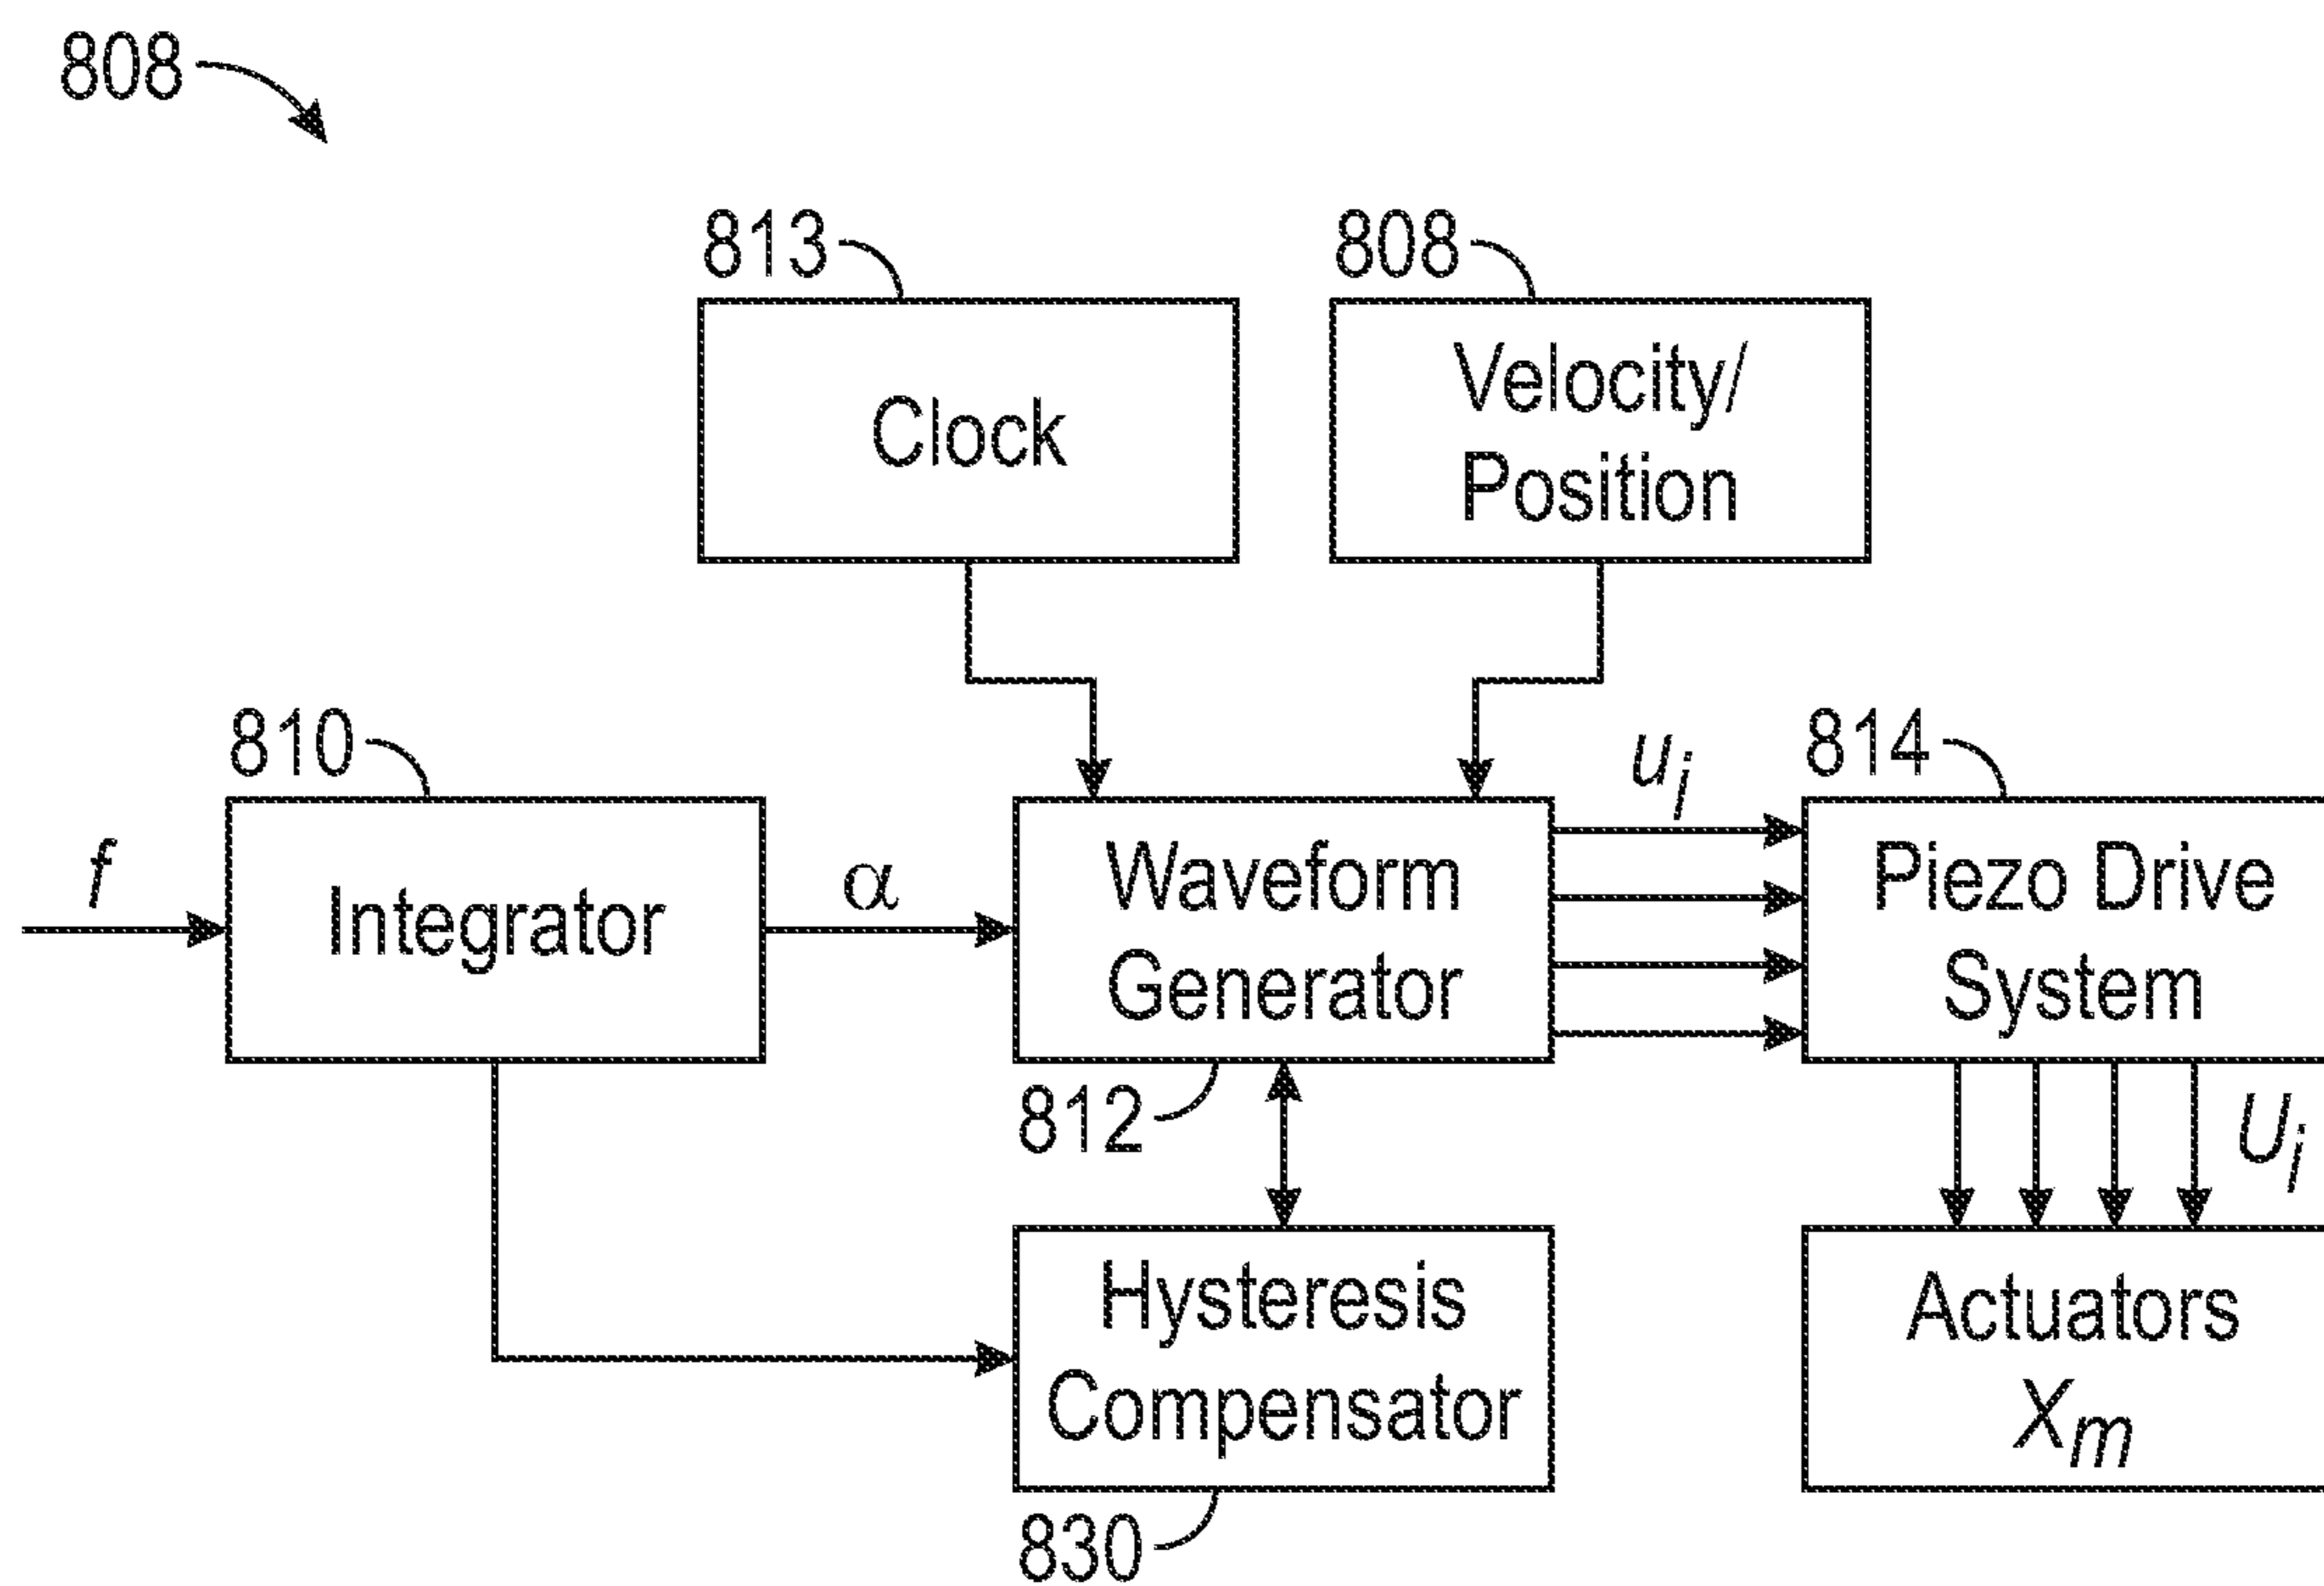 808
813
808
Clock
Velocity/
Position
810
u_i
814
f
Integrator
α
Waveform
Generator
Piezo Drive
System
812
U_i
Hysteresis
Compensator
Actuators
X_m
830